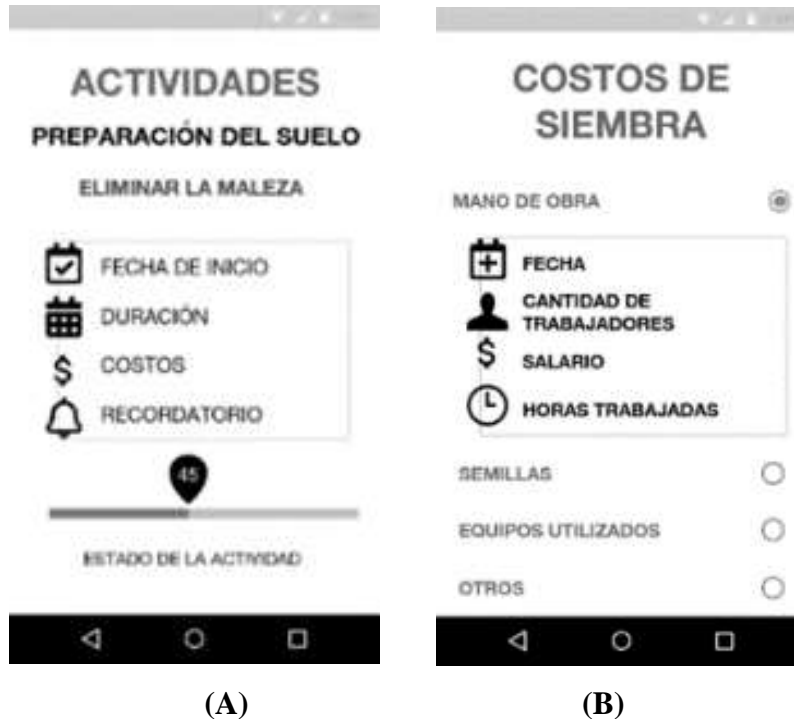 ACTIVIDADES
PREPARACIÓN DEL SUELO
ELIMINAR LA MALEZA
FECHA DE INICIO
DURACIÓN
$ COSTOS
RECORDATORIO
45
ESTADO DE LA ACTIVIDAD
(A)
COSTOS DE
SIEMBRA
MANO DE OBRA
FECHA
CANTIDAD DE
TRABAJADORES
$ SALARIO
HORAS TRABAJADAS
SEMILLAS
EQUIPOS UTILIZADOS
OTROS
(B)